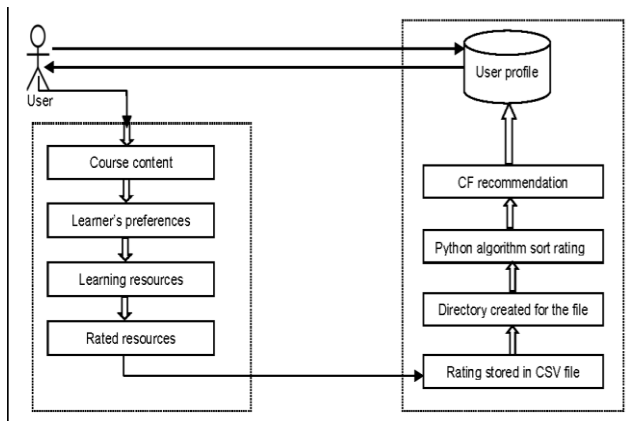 User
Course content
Learner's preferences
Learning resources
Rated resources
User profile
CF recommendation
Python algorithm sort rating
Directory created for the file
Rating stored in CSV file